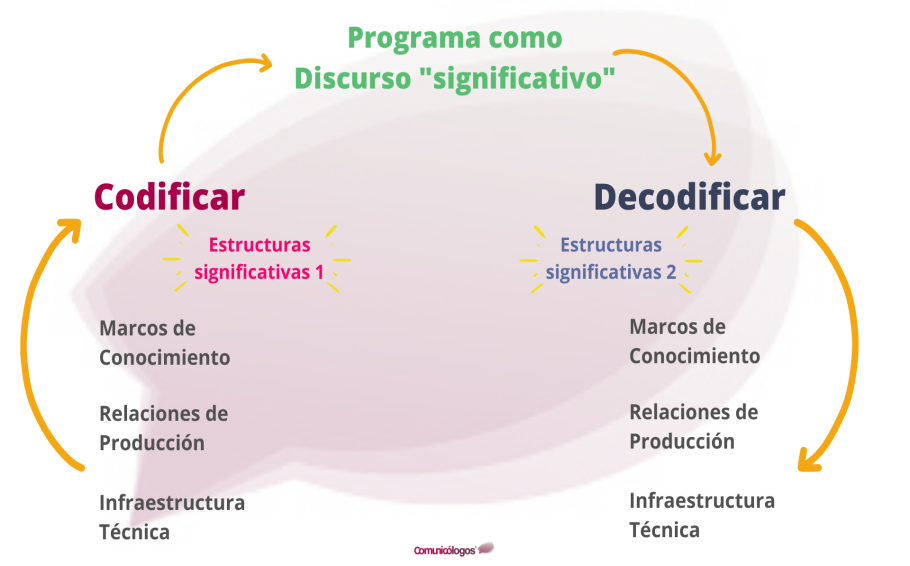 Programa como
Discurso "significativo"
Codificar
Decodificar
Estructuras
significativas 1
Estructuras
significativas 2
Marcos de
Conocimiento
Marcos de
Conocimiento
Relaciones de
Producción
Relaciones de
Producción
Infraestructura
Técnica
Infraestructura
Técnica
Comunicólogos